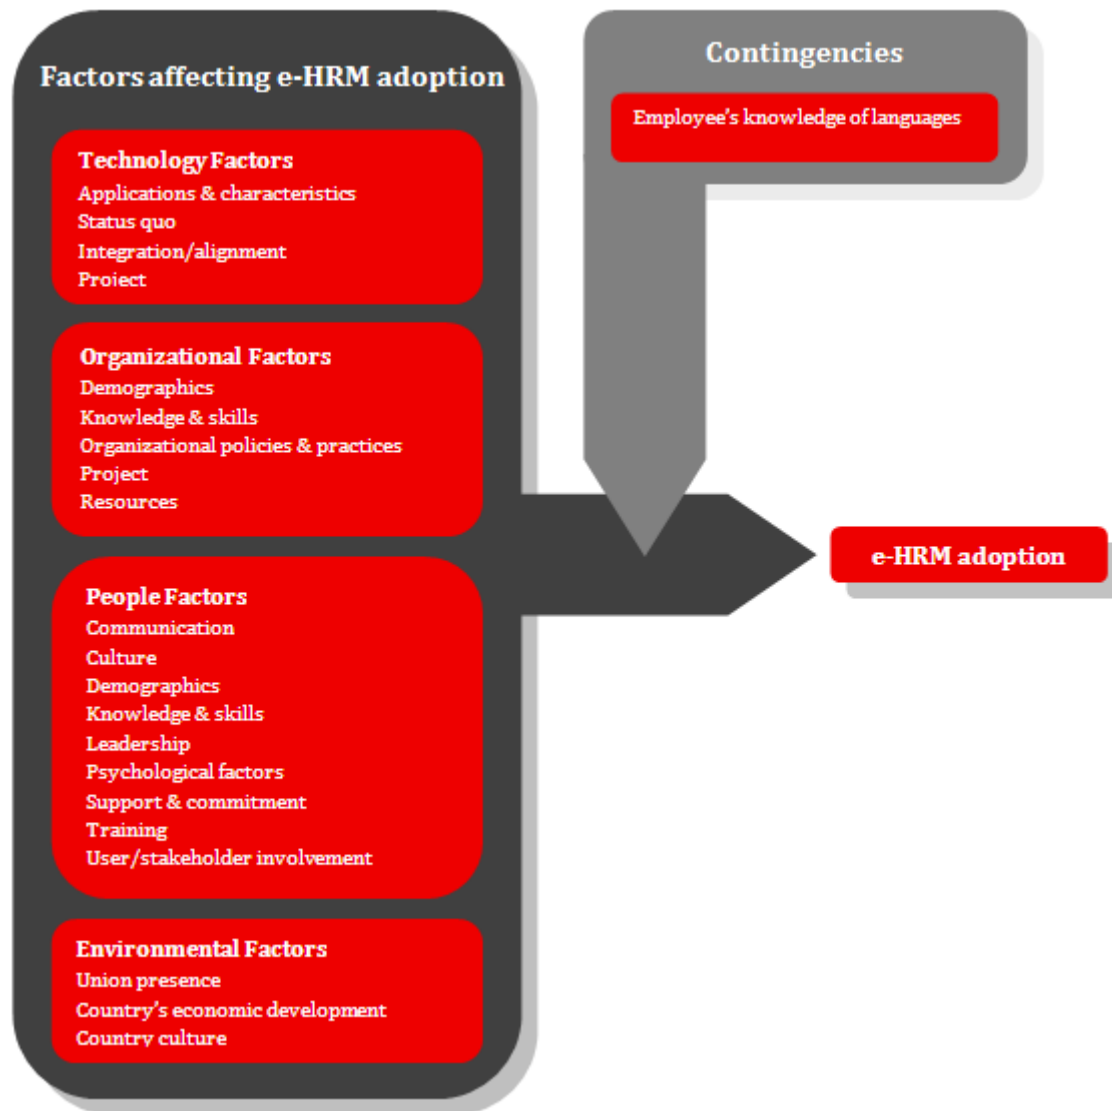 Factors affecting e-HRM adoption
Technology Factors
Applications & characteristics
Status quo
Integration/alignment
Project
Organizational Factors
Demographics
Knowledge & skills
Organizational policies & practices
Project
Resources
People Factors
Communication
Culture
Demographics
Knowledge & skills
Leadership
Psychological factors
Support & commitment
Training
User/stakeholder involvement
Environmental Factors
Union presence
Country's economic development
Country culture
Contingencies
Employee's knowledge of languages
e-HRM adoption